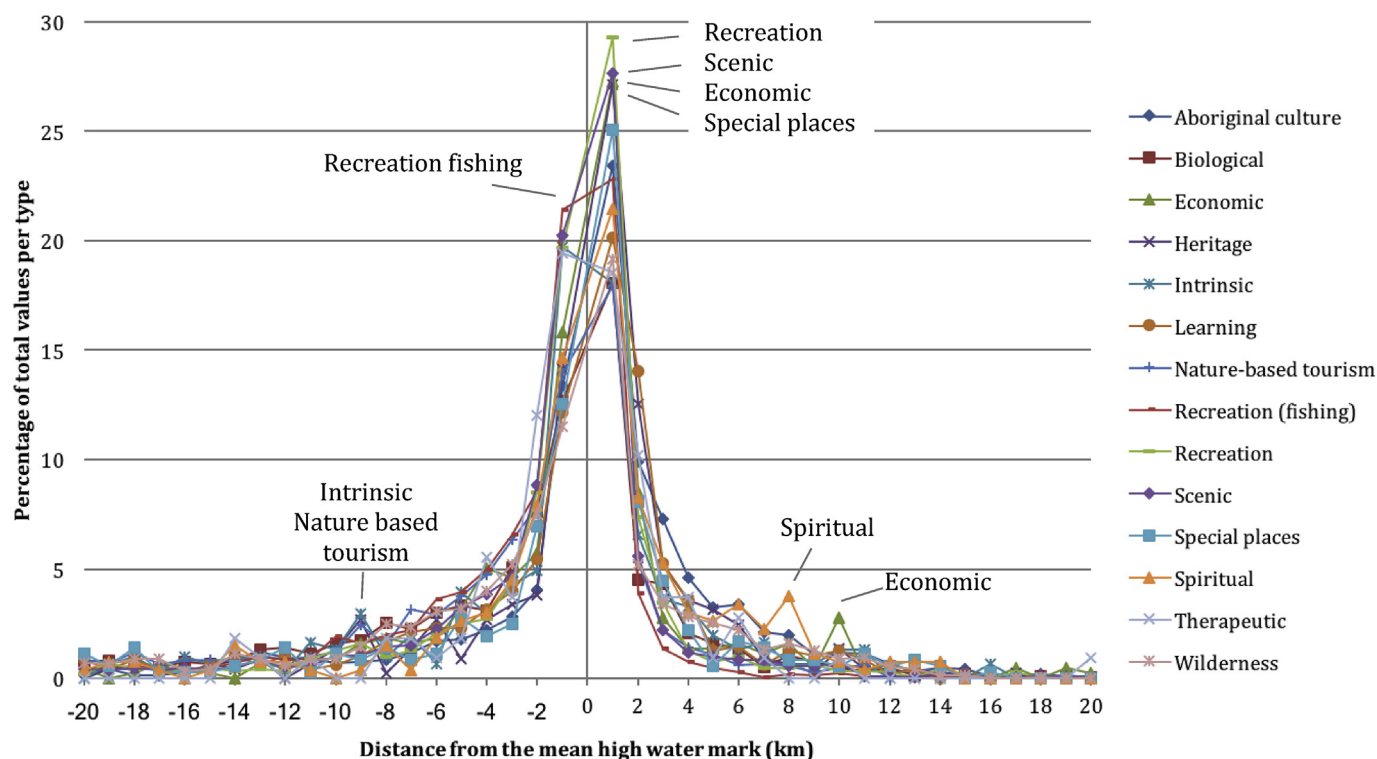 30
25
20
15
10
5
0
Percentage of total values per type
Recreation
Scenic
Economic
Special places
Recreation fishing
Intrinsic
Nature based
tourism
Spiritual
Economic
-20 -18 -16 -14 -12 -10 -8 -6 -4 -2 0 2 4 6 8 10 12 14 16 18 20
Distance from the mean high water mark (km)
Aboriginal culture
Biological
Economic
Heritage
Intrinsic
Learning
Nature-based tourism
Recreation (fishing)
Recreation
Scenic
Special places
Spiritual
Therapeutic
Wilderness